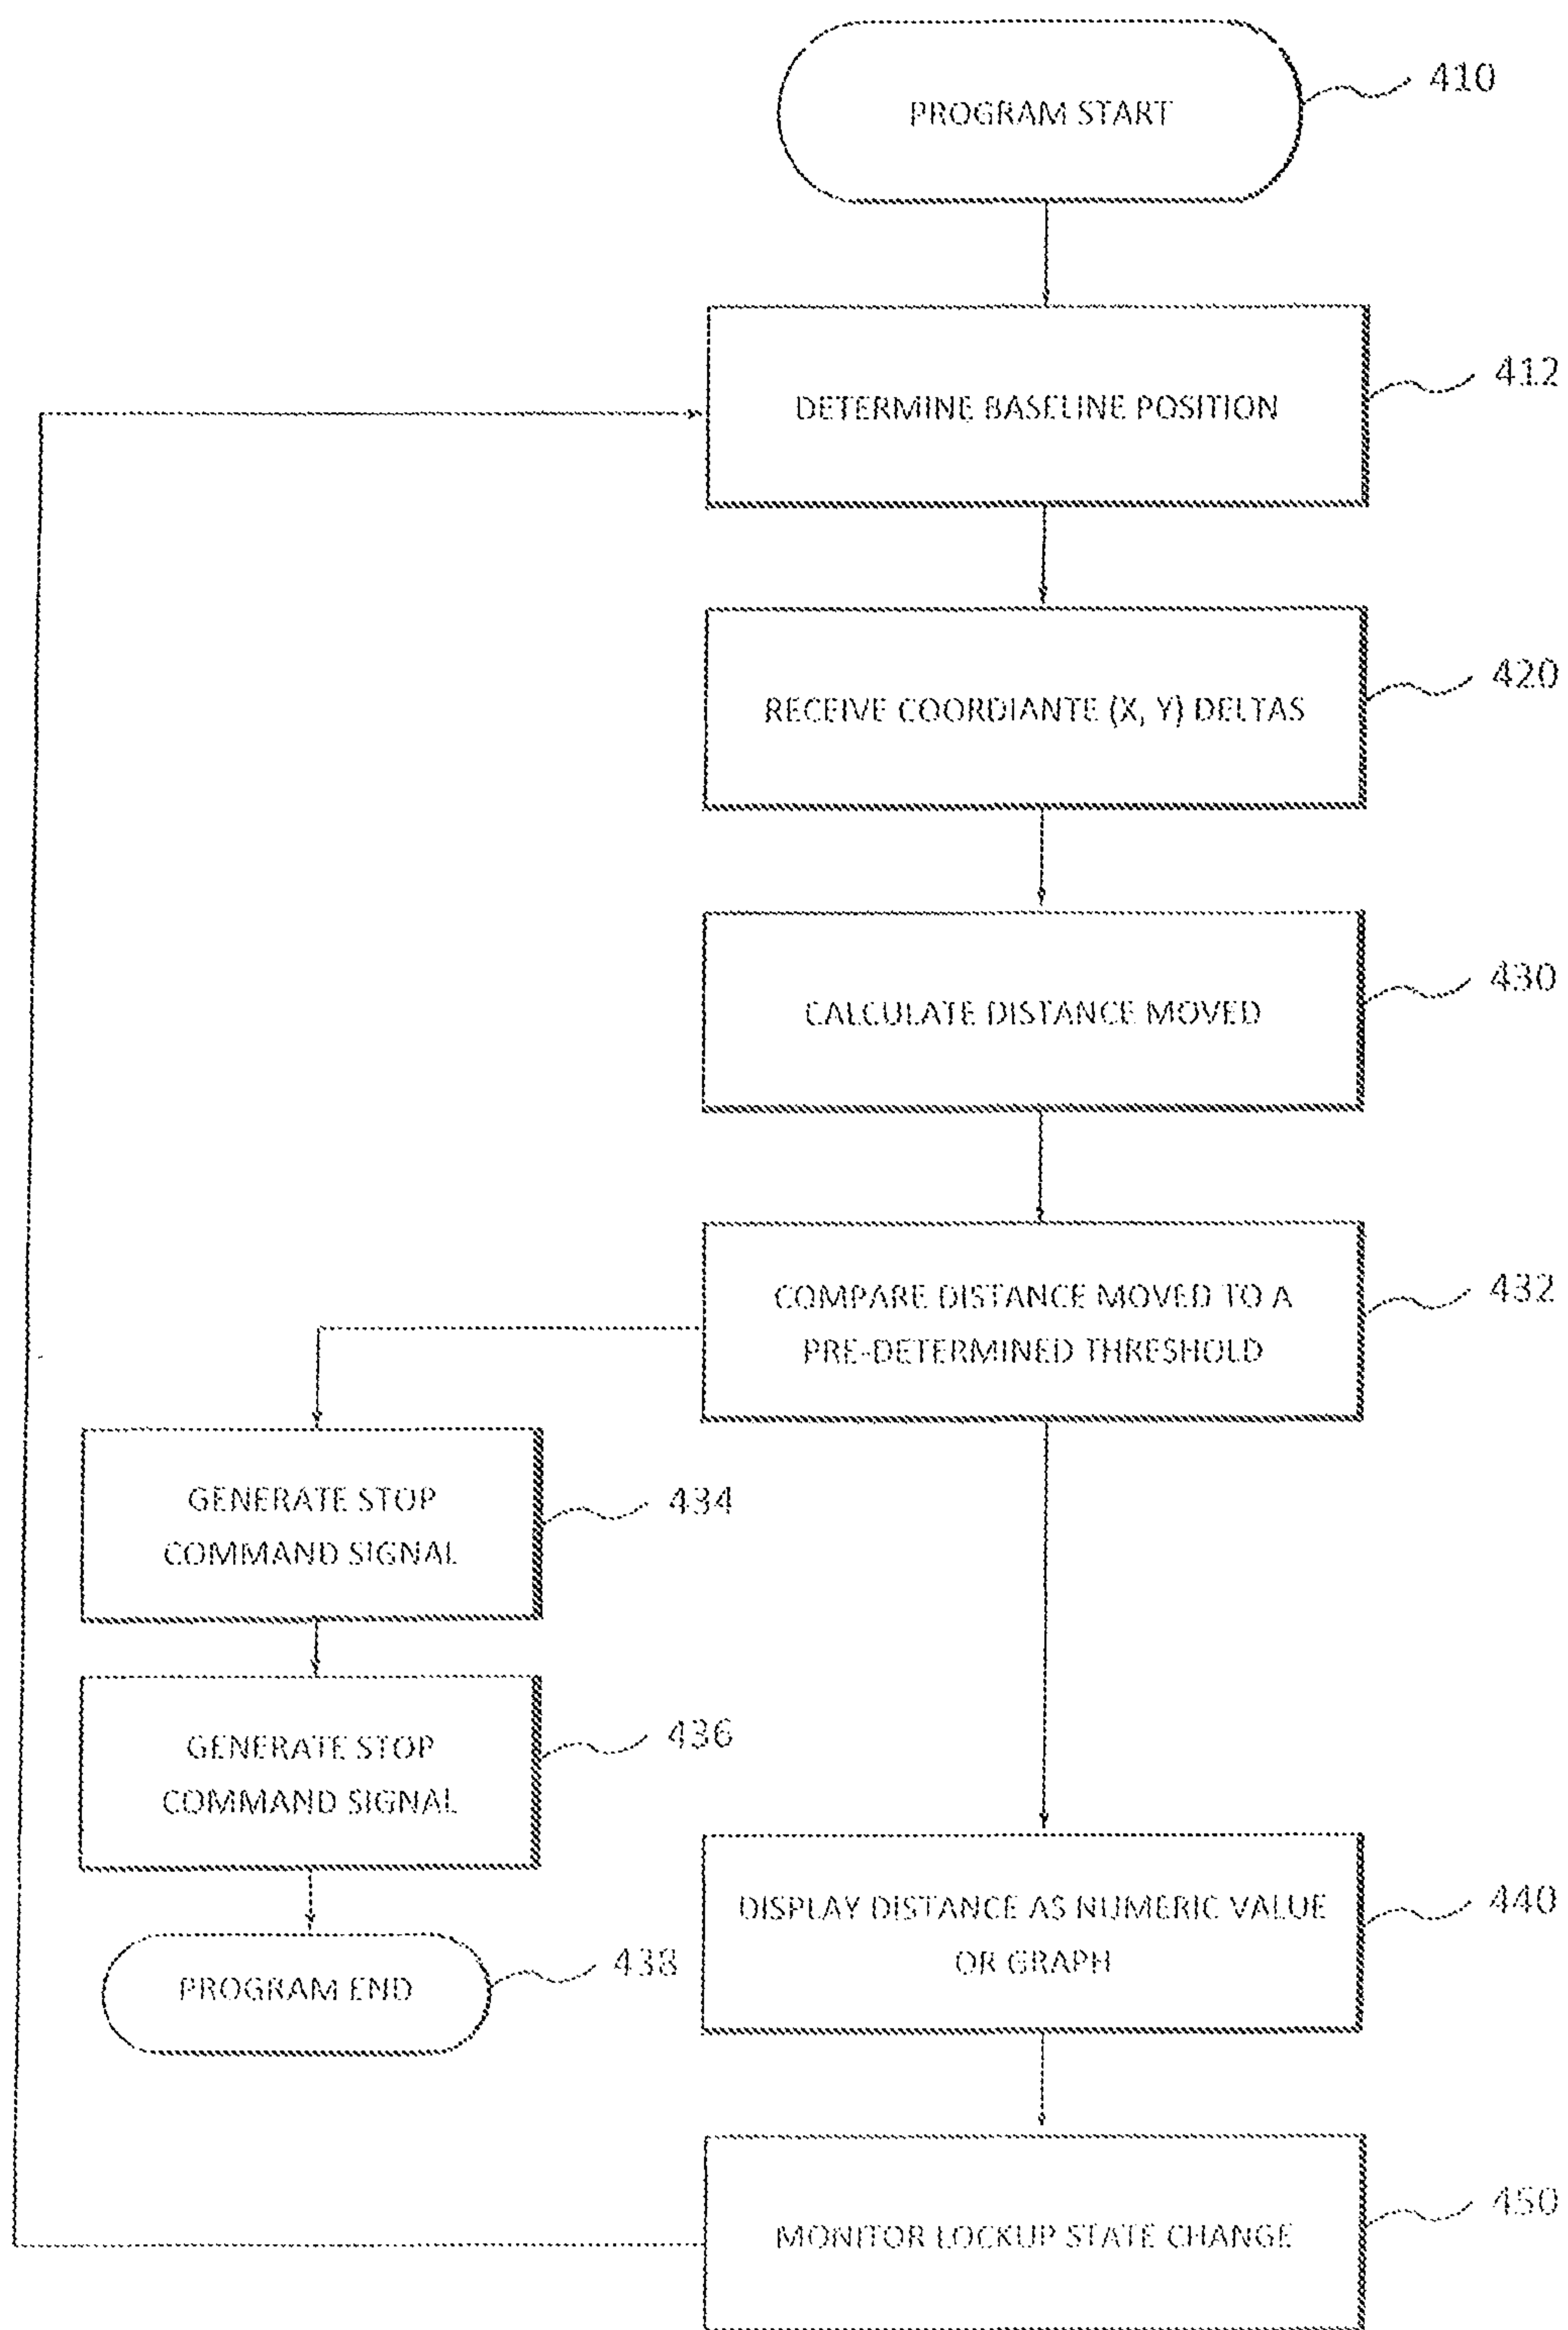 PROGRAM START
410
DETERMINE BASELINE POSITION
412
RECEIVE COORDIANTE (X, Y) DELTAS
420
CALCULATE DISTANCE MOVED
430
COMPARE DISTANCE MOVED TO A
PRE-DETERMINED THRESHOLD
432
GENERATE STOP
COMMAND SIGNAL
434
GENERATE STOP
COMMAND SIGNAL
436
PROGRAM END
438
DISPLAY DISTANCE AS NUMERIC VALUE
OR GRAPH
440
MONITOR LOCKUP STATE CHANGE
450